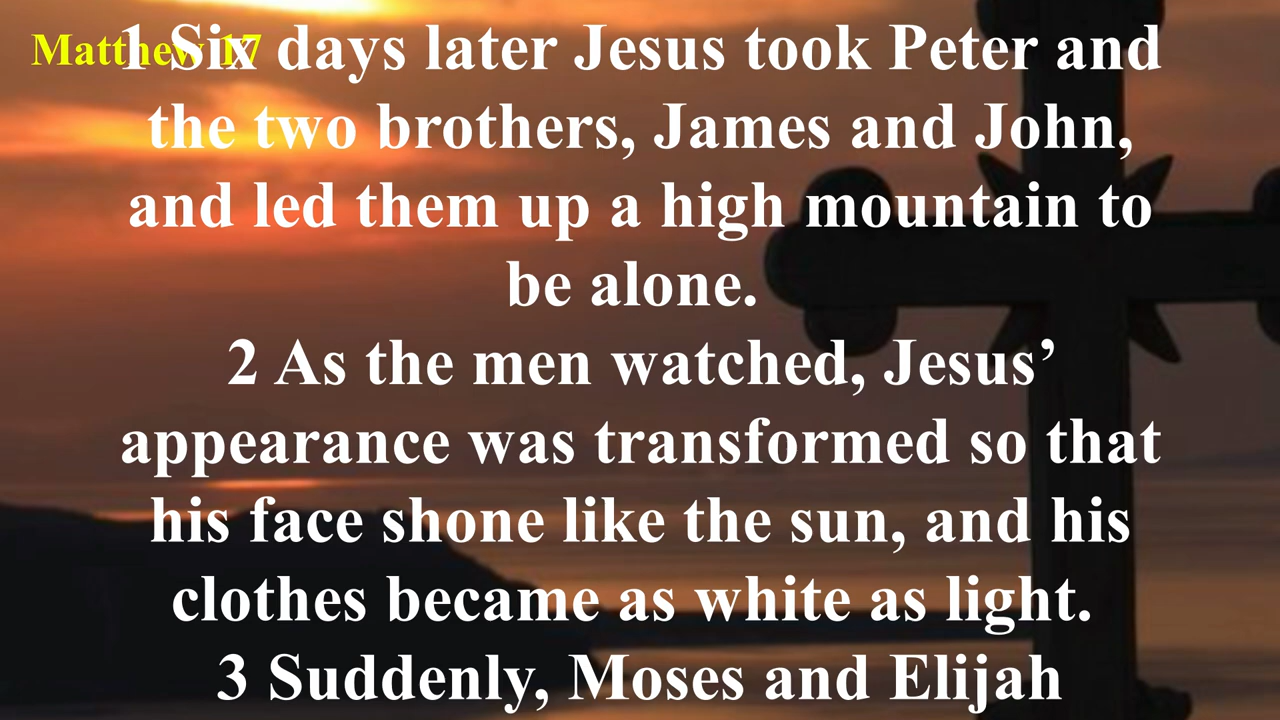 Matthew 17
1 Six days later Jesus took Peter and
the two brothers, James and John,
and led them up a high mountain to
be alone.
2 As the men watched, Jesus’
appearance was transformed so that
his face shone like the sun, and his
clothes became as white as light.
3 Suddenly, Moses and Elijah